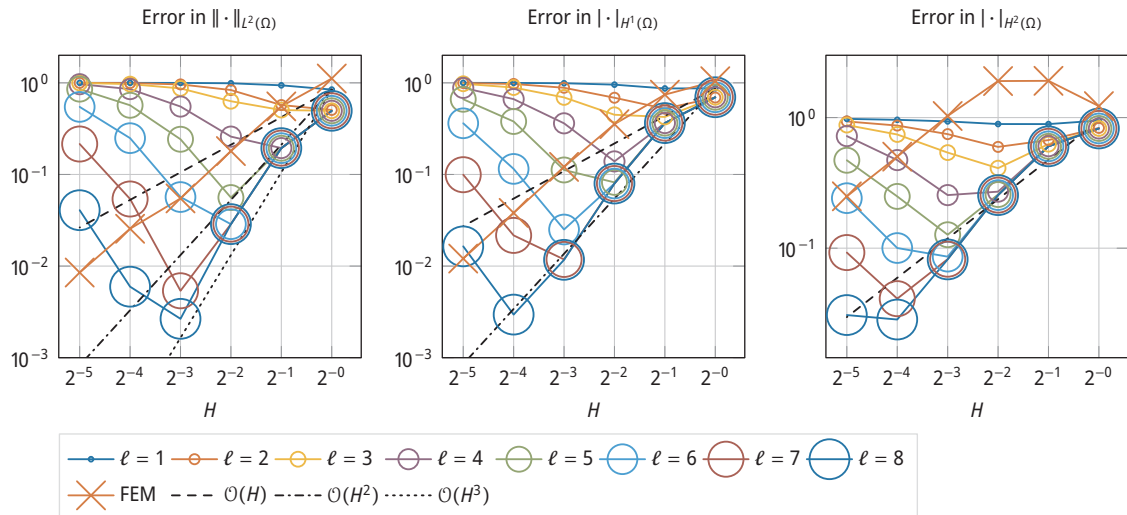 Error in ∥ · ∥L²(Ω)
Error in | · |H¹(Ω)
Error in | · |H²(Ω)
10⁰
10⁻¹
10⁻²
10⁻³
2⁻⁵ 2⁻⁴ 2⁻³ 2⁻² 2⁻¹ 2⁻⁰
H
10⁰
10⁻¹
10⁻²
10⁻³
2⁻⁵ 2⁻⁴ 2⁻³ 2⁻² 2⁻¹ 2⁻⁰
H
10⁰
10⁻¹
2⁻⁵ 2⁻⁴ 2⁻³ 2⁻² 2⁻¹ 2⁻⁰
H
ℓ = 1 ℓ = 2 ℓ = 3 ℓ = 4 ℓ = 5 ℓ = 6 ℓ = 7 ℓ = 8
FEM O(H) O(H²) O(H³)